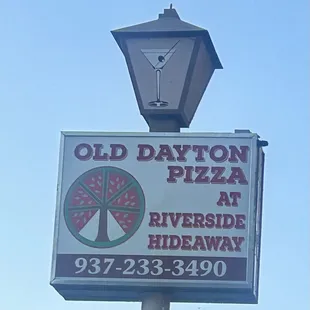 OLD DAYTON
PIZZA
AT
RIVERSIDE
HIDEAWAY
937-233-3490